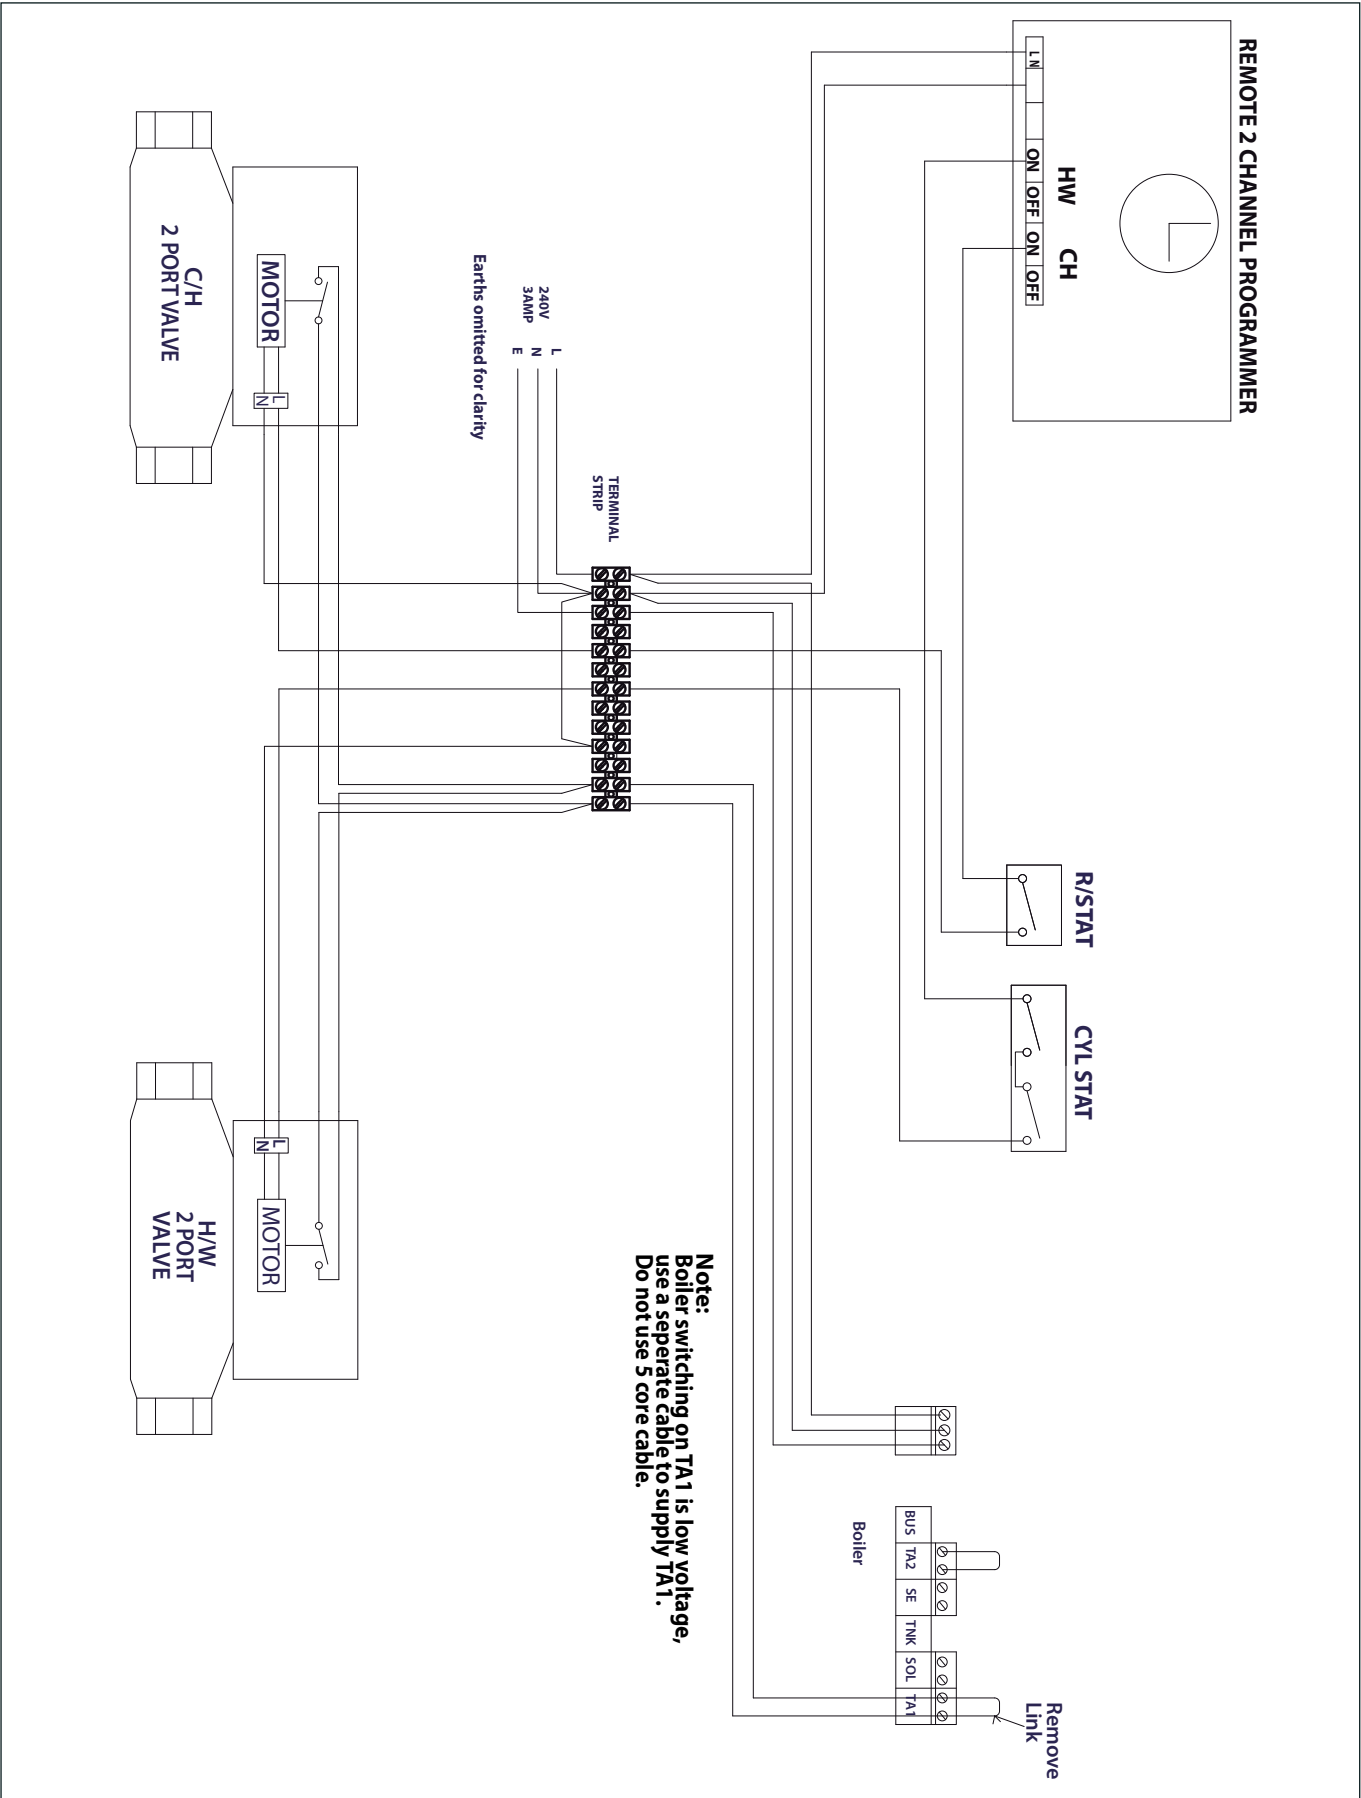 REMOTE 2 CHANNEL PROGRAMMER
HW
CH
L N
ON
OFF
ON
OFF
R/STAT
CYL STAT
Remove
Link
BUS
TA2
SE
TNK
SOL
TA1
Boiler
Note:
Boiler switching on TA1 is low voltage,
use a seperate cable to supply TA1.
Do not use 5 core cable.
TERMINAL
STRIP
240V
3AMP
L
N
E
Earths omitted for clarity
MOTOR
L
N
C/H
2 PORT VALVE
L
N
MOTOR
H/W
2 PORT
VALVE